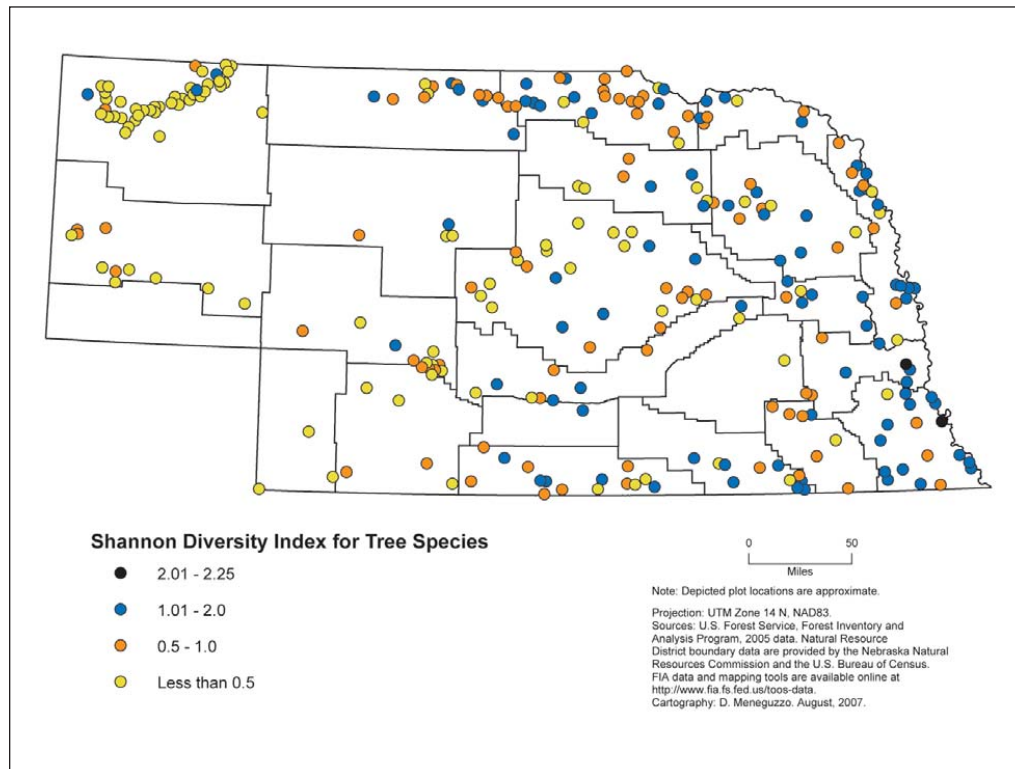 Shannon Diversity Index for Tree Species
2.01 - 2.25
1.01 - 2.0
0.5 - 1.0
Less than 0.5
0 50
Miles
Note: Depicted plot locations are approximate.
Projection: UTM Zone 14 N, NAD83.
Sources: U.S. Forest Service, Forest Inventory and
Analysis Program, 2005 data. Natural Resource
District boundary data are provided by the Nebraska Natural
Resources Commission and the U.S. Bureau of Census.
FIA data and mapping tools are available online at
http://www.fia.fs.fed.us/toos-data.
Cartography: D. Meneguzzo. August, 2007.